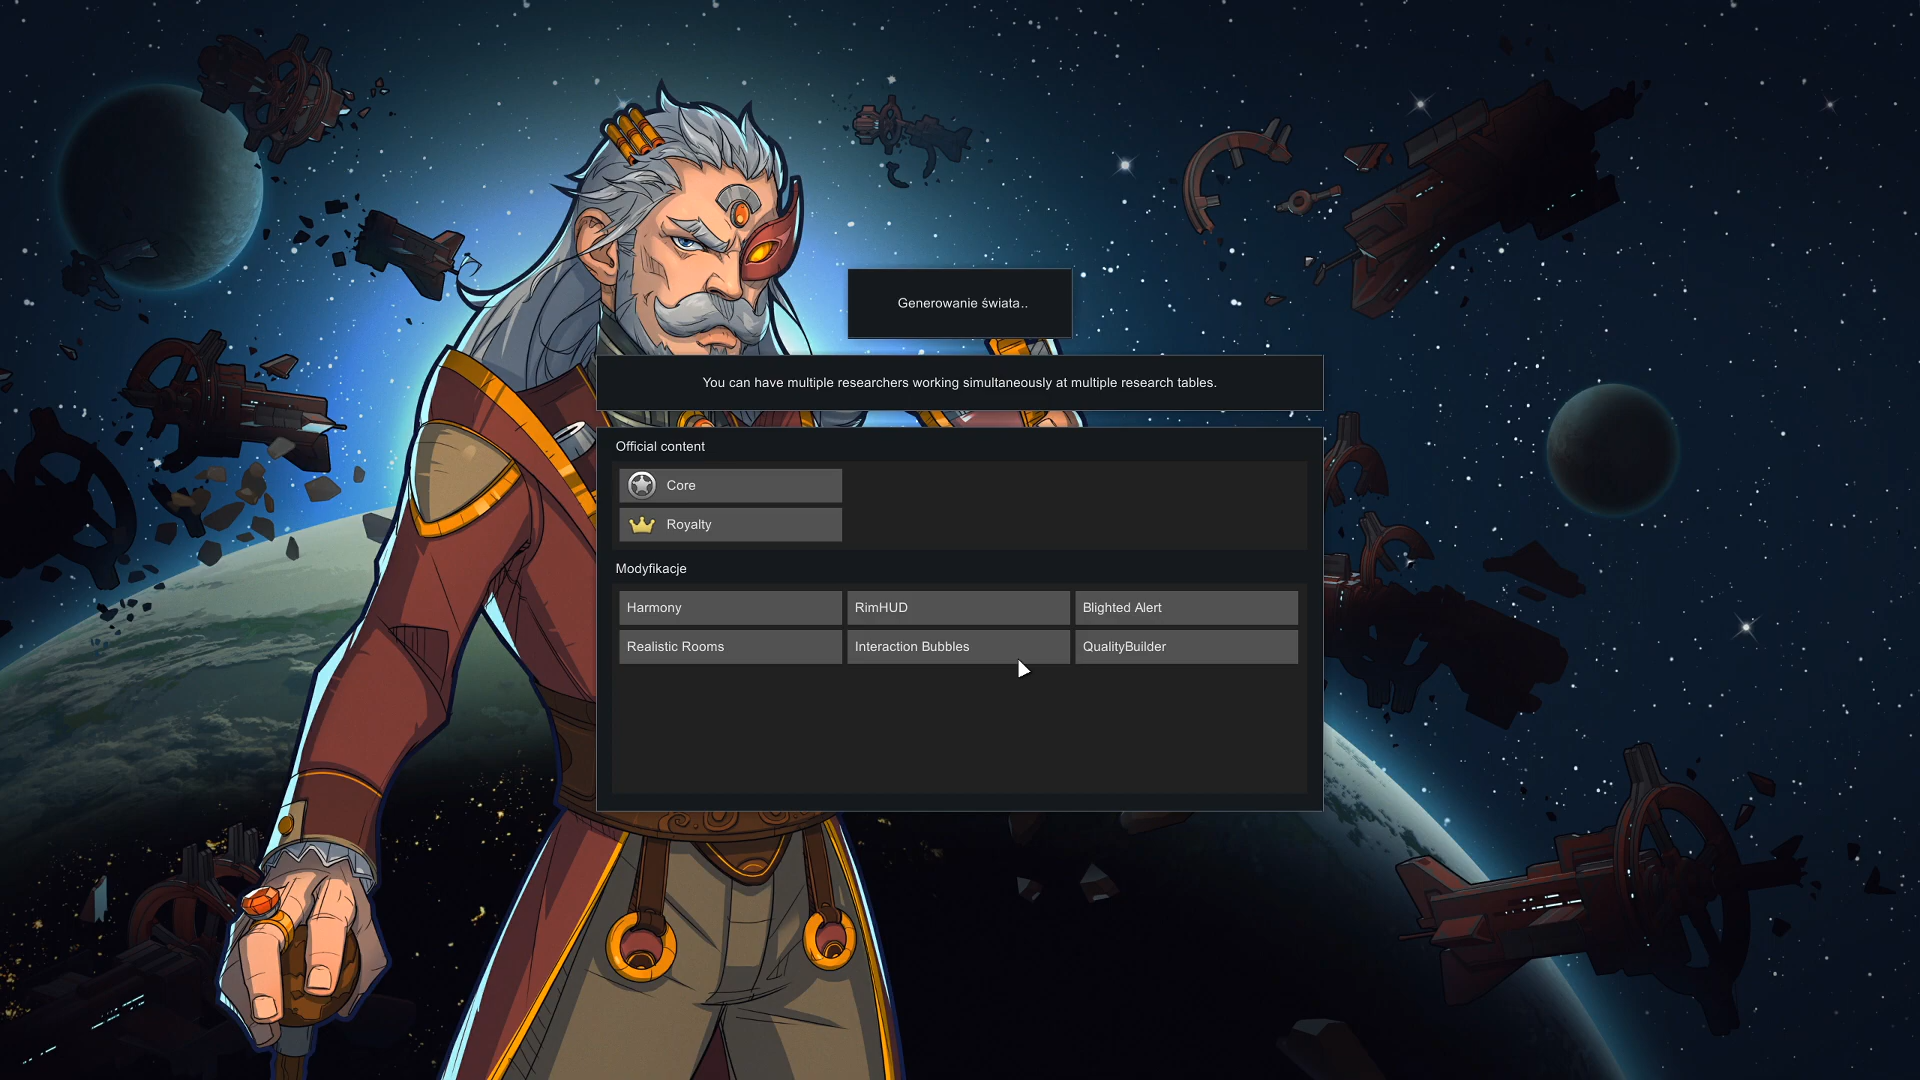 Generowanie świata..
You can have multiple researchers working simultaneously at multiple research tables.
Official content
Core
Royalty
Modyfikacje
Harmony
RimHUD
Blighted Alert
Realistic Rooms
Interaction Bubbles
QualityBuilder